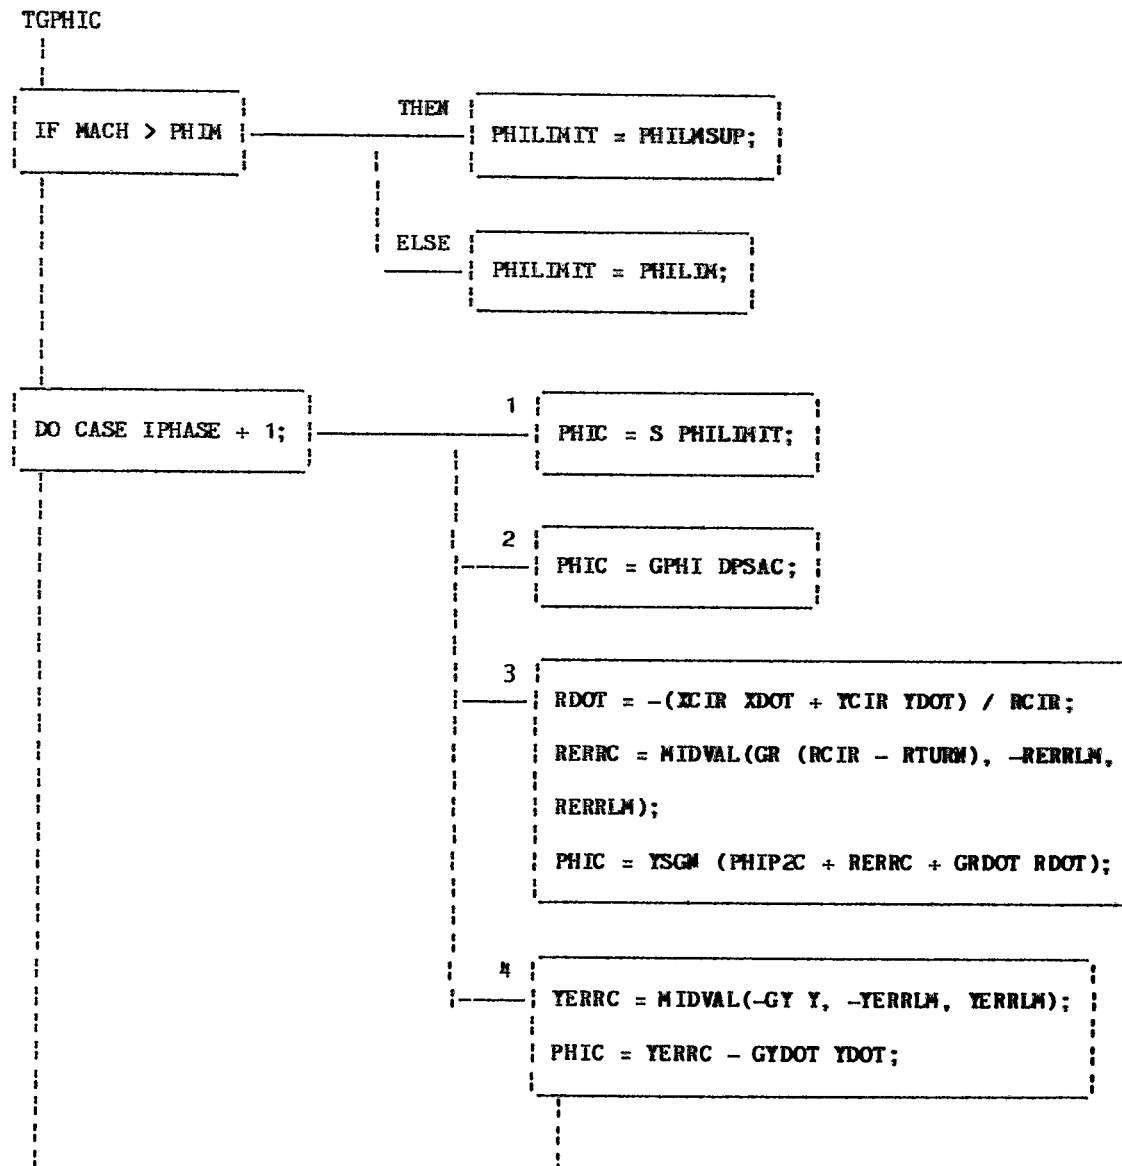 TGPHIC
IF MACH > PHIM
THEN
PHILIMIT = PHILMSUP;
ELSE
PHILIMIT = PHILIM;
DO CASE IPHASE + 1;
1
PHIC = S PHILIMIT;
2
PHIC = GPHI DPSAC;
3
RDOT = -(XCIR XDOT + YCIR YDOT) / RCIR;
RERRC = MIDVAL(GR (RCIR - RTURN), -RERRLM,
RERRLM);
PHIC = YSGN (PHIP2C + RERRC + GRDOT RDOT);
4
YERRC = MIDVAL(-GY Y, -YERRLM, YERRLM);
PHIC = YERRC - GYDOT YDOT;